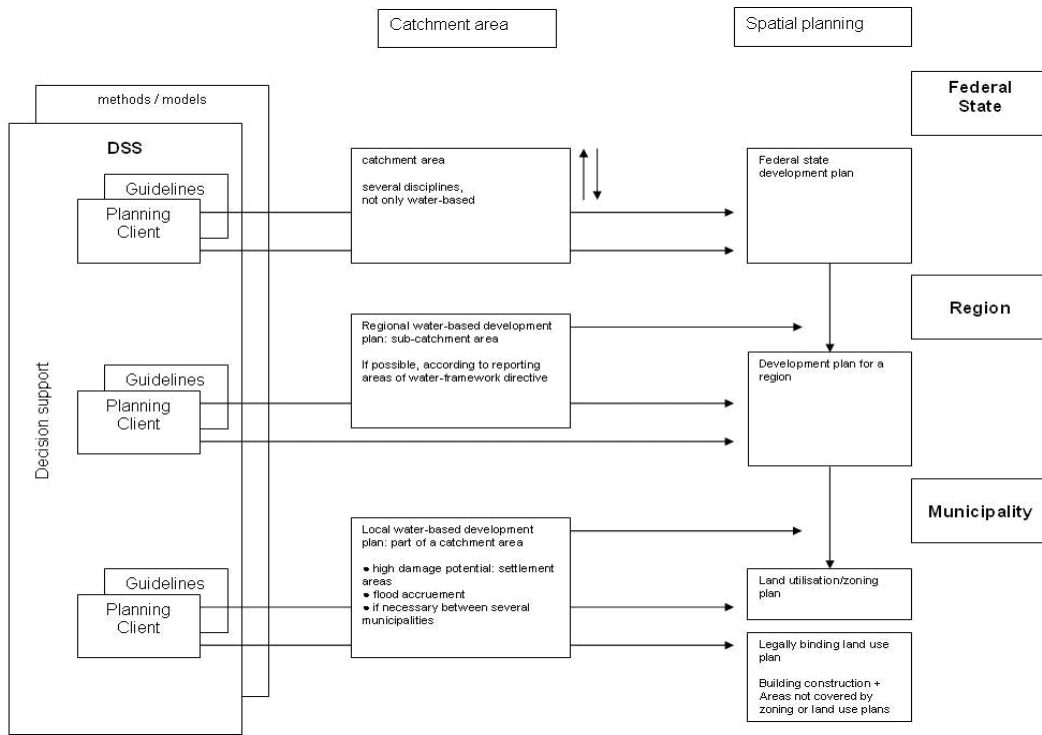 Catchment area
Spatial planning
Federal
State
methods / models
DSS
Guidelines
Planning
Client
catchment area
several disciplines,
not only water-based
Federal state
development plan
Region
Regional water-based development
plan: sub-catchment area
If possible, according to reporting
areas of water-framework directive
Development plan for a
region
Guidelines
Planning
Client
Decision support
Municipality
Local water-based development
plan: part of a catchment area
● high damage potential: settlement
areas
● flood accruement
● if necessary between several
municipalities
Guidelines
Planning
Client
Land utilisation/zoning
plan
Legally binding land use
plan
Building construction +
Areas not covered by
zoning or land use plans